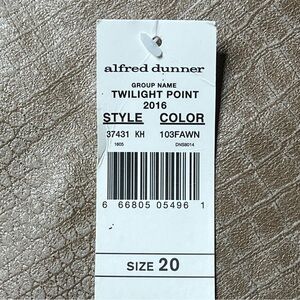 alfred dunner
GROUP NAME
TWILIGHT POINT
2016
STYLE COLOR
37431 KH 103FAWN
1605 DNS8014
6 66805 05496 1
SIZE 20